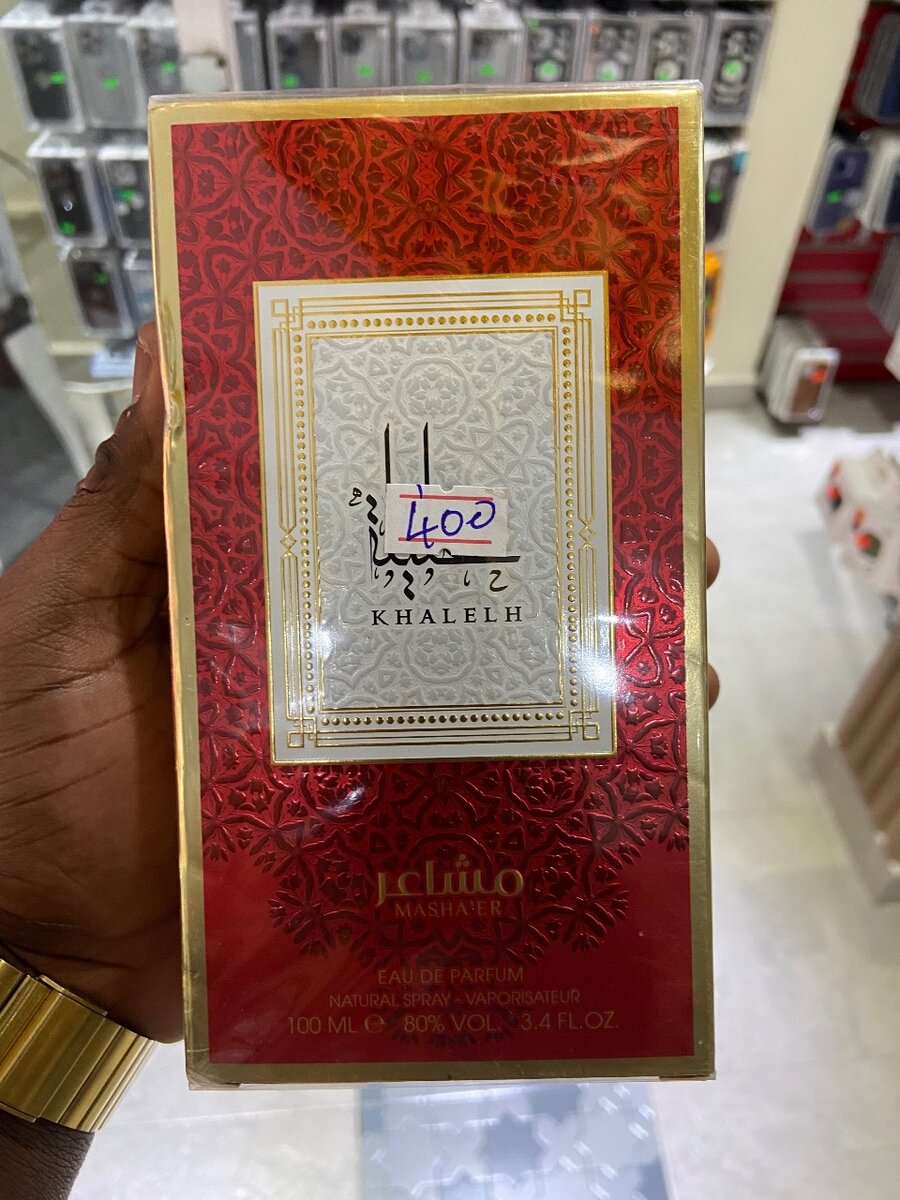 400
KHALELH
مشاعر
MASHA'ER
EAU DE PARFUM
NATURAL SPRAY - VAPORISATEUR
100 ML ℮ 80% VOL. 3.4 FL.OZ.